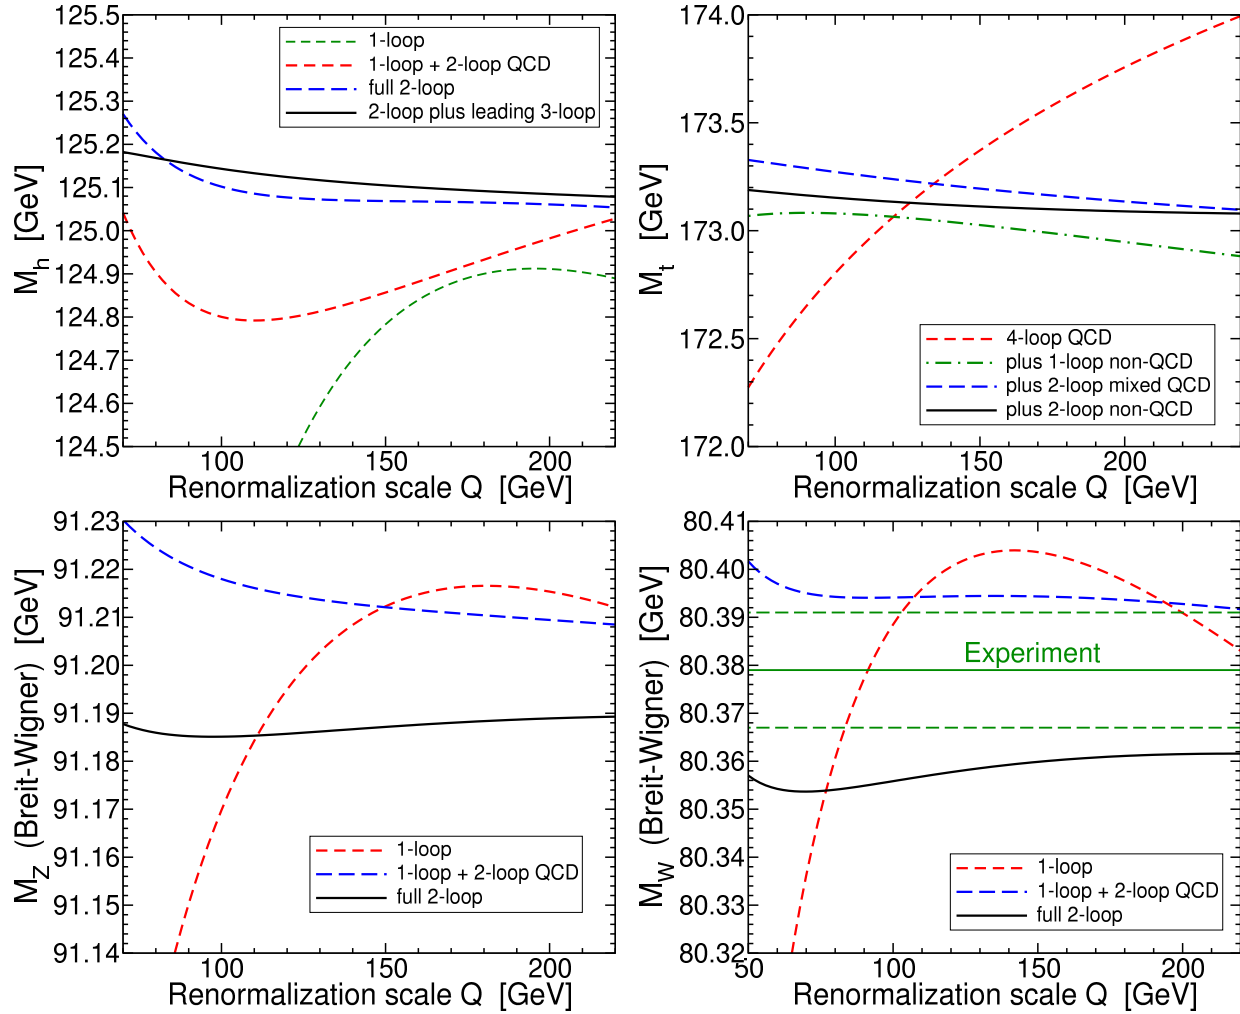 125.5
125.4
125.3
125.2
125.1
125.0
124.9
124.8
124.7
124.6
124.5
M_h [GeV]
1-loop
1-loop + 2-loop QCD
full 2-loop
2-loop plus leading 3-loop
100
150
200
Renormalization scale Q [GeV]
174.0
173.5
173.0
172.5
172.0
M_t [GeV]
4-loop QCD
plus 1-loop non-QCD
plus 2-loop mixed QCD
plus 2-loop non-QCD
100
150
200
Renormalization scale Q [GeV]
91.23
91.22
91.21
91.20
91.19
91.18
91.17
91.16
91.15
91.14
M_Z (Breit-Wigner) [GeV]
1-loop
1-loop + 2-loop QCD
full 2-loop
100
150
200
Renormalization scale Q [GeV]
80.41
80.40
80.39
80.38
80.37
80.36
80.35
80.34
80.33
80.32
M_W (Breit-Wigner) [GeV]
Experiment
1-loop
1-loop + 2-loop QCD
full 2-loop
50
100
150
200
Renormalization scale Q [GeV]